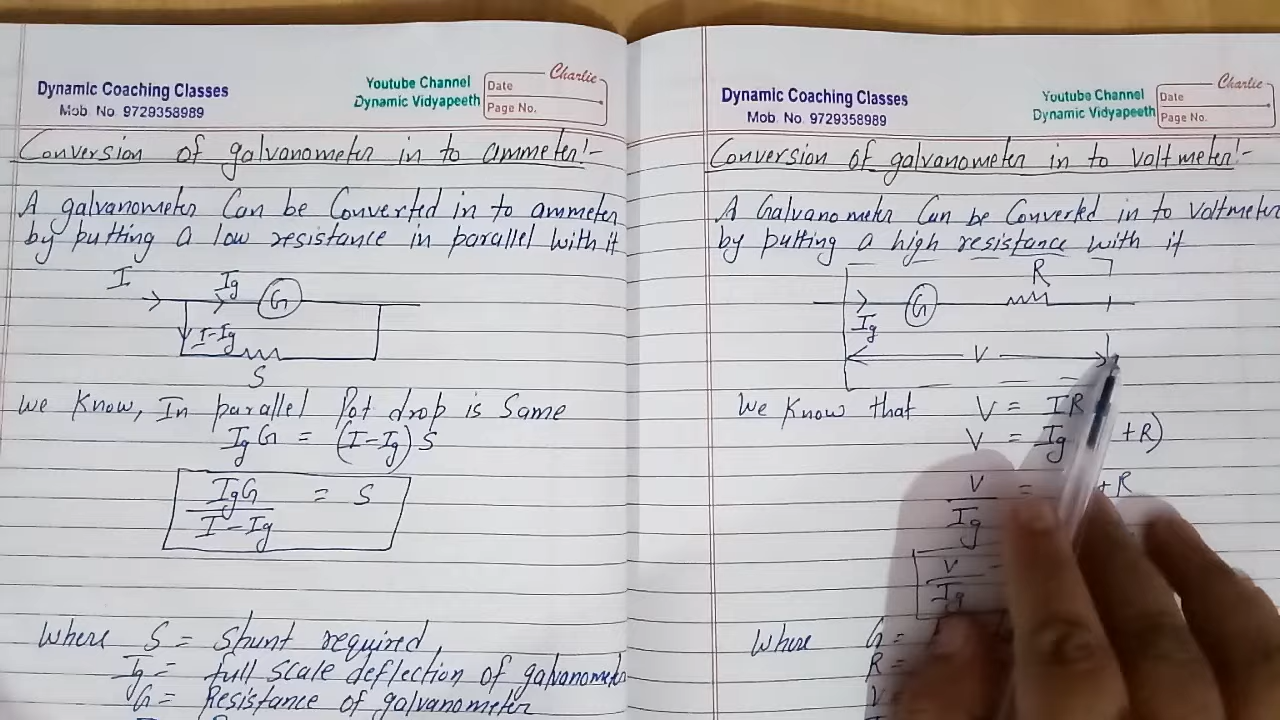 Dynamic Coaching Classes
Mob. No. 9729358989
Youtube Channel
Dynamic Vidyapeeth
Charlie
Date
Page No.
Conversion of galvanometer in to ammeter:-
A galvanometer Can be Converted in to ammeter
by putting a low resistance in parallel with it
I
Ig
G
I-Ig
S
We Know, In parallel Pot drop is Same
IgG = (I-Ig) S
IgG / I-Ig = S
Where S = Shunt required,
Ig = full scale deflection of galvanometer
G = Resistance of galvanometer
Dynamic Coaching Classes
Mob. No. 9729358989
Youtube Channel
Dynamic Vidyapeeth
Charlie
Date
Page No.
Conversion of galvanometer in to Voltmeter:-
A Galvanometer Can be Converted in to Voltmeter
by putting a high resistance with it
R
G
Ig
V
We Know that V = IR
V = Ig +R)
V / Ig = +R
V / Ig -
Where G =
R =
V =